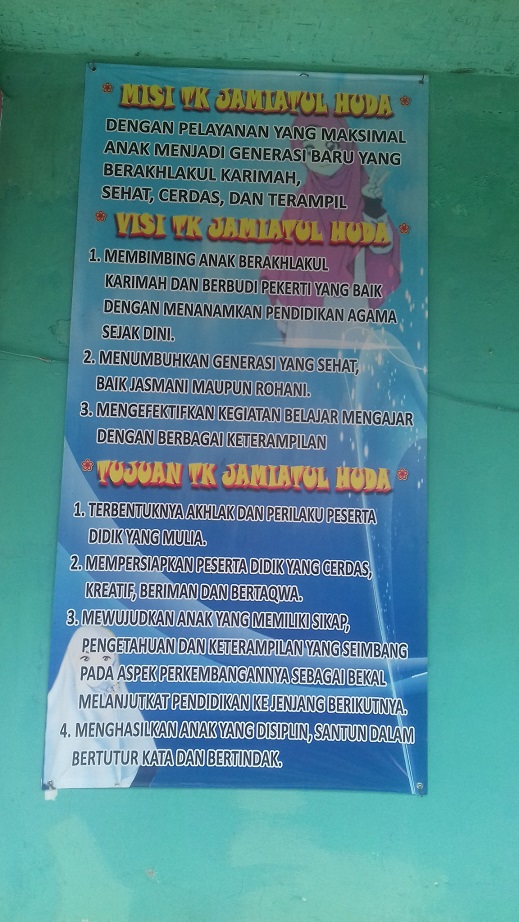 MISI TK JAMIATUL HUDA
DENGAN PELAYANAN YANG MAKSIMAL
ANAK MENJADI GENERASI BARU YANG
BERAKHLAKUL KARIMAH,
SEHAT, CERDAS, DAN TERAMPIL
VISI TK JAMIATUL HUDA
1. MEMBIMBING ANAK BERAKHLAKUL
KARIMAH DAN BERBUDI PEKERTI YANG BAIK
DENGAN MENANAMKAN PENDIDIKAN AGAMA
SEJAK DINI.
2. MENUMBUHKAN GENERASI YANG SEHAT,
BAIK JASMANI MAUPUN ROHANI.
3. MENGEFEKTIFKAN KEGIATAN BELAJAR MENGAJAR
DENGAN BERBAGAI KETERAMPILAN
TUJUAN TK JAMIATUL HUDA
1. TERBENTUKNYA AKHLAK DAN PERILAKU PESERTA
DIDIK YANG MULIA.
2. MEMPERSIAPKAN PESERTA DIDIK YANG CERDAS,
KREATIF, BERIMAN DAN BERTAQWA.
3. MEWUJUDKAN ANAK YANG MEMILIKI SIKAP,
PENGETAHUAN DAN KETERAMPILAN YANG SEIMBANG
PADA ASPEK PERKEMBANGANNYA SEBAGAI BEKAL
MELANJUTKAT PENDIDIKAN KE JENJANG BERIKUTNYA.
4. MENGHASILKAN ANAK YANG DISIPLIN, SANTUN DALAM
BERTUTUR KATA DAN BERTINDAK.